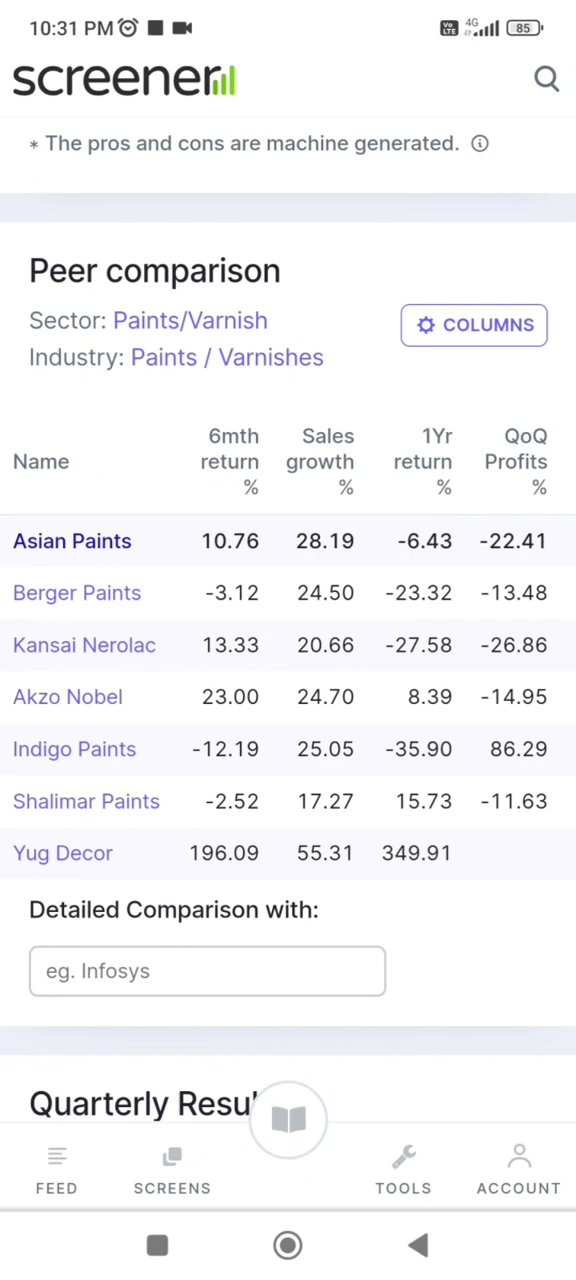 10:31 PM Vo LTE 4G 85
screener
* The pros and cons are machine generated.
Peer comparison
Sector: Paints/Varnish
Industry: Paints / Varnishes
COLUMNS
Name 6mth return % Sales growth % 1Yr return % QoQ Profits %
Asian Paints 10.76 28.19 -6.43 -22.41
Berger Paints -3.12 24.50 -23.32 -13.48
Kansai Nerolac 13.33 20.66 -27.58 -26.86
Akzo Nobel 23.00 24.70 8.39 -14.95
Indigo Paints -12.19 25.05 -35.90 86.29
Shalimar Paints -2.52 17.27 15.73 -11.63
Yug Decor 196.09 55.31 349.91
Detailed Comparison with:
eg. Infosys
Quarterly Resul
FEED SCREENS TOOLS ACCOUNT